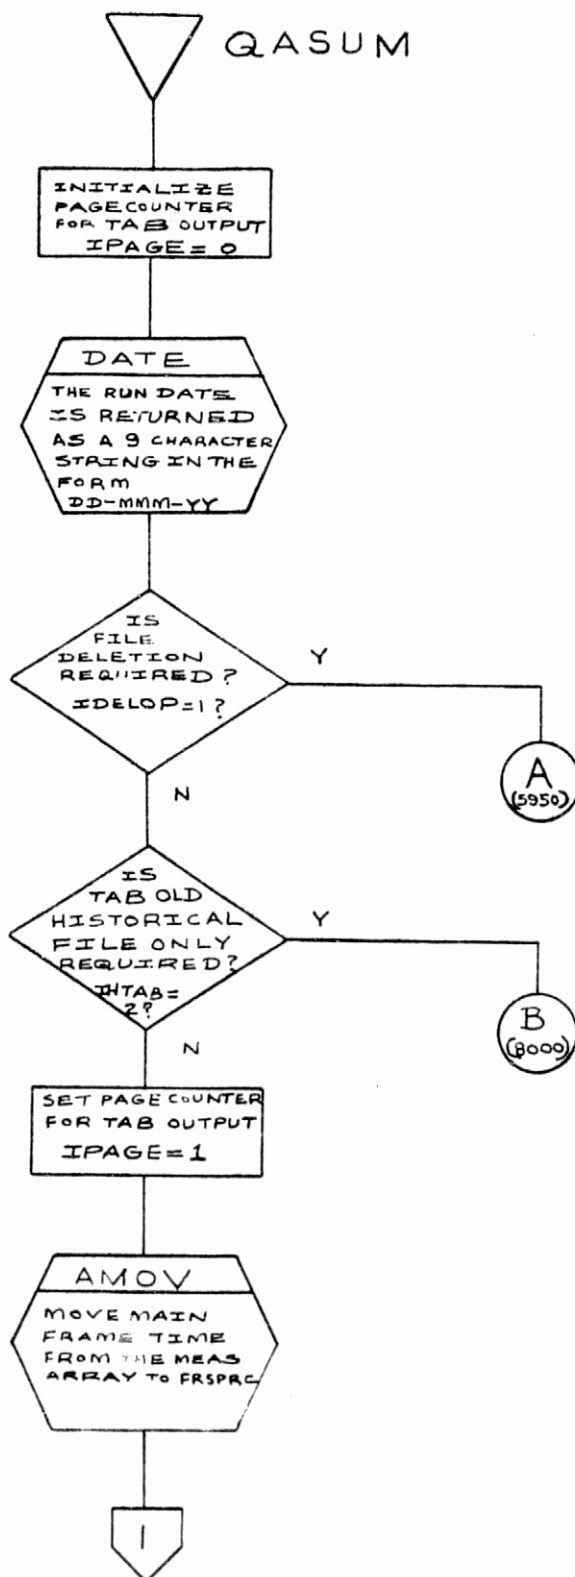 QASUM
INITIALIZE
PAGECOUNTER
FOR TAB OUTPUT
IPAGE = 0
DATE
THE RUN DATE
IS RETURNED
AS A 9 CHARACTER
STRING IN THE
FORM
DD-MMM-YY
IS
FILE
DELETION
REQUIRED?
IDELOP=1?
Y
A
(5950)
N
IS
TAB OLD
HISTORICAL
FILE ONLY
REQUIRED?
IHTAB=
2?
Y
B
(8000)
N
SET PAGE COUNTER
FOR TAB OUTPUT
IPAGE=1
AMOV
MOVE MAIN
FRAME TIME
FROM THE MEAS
ARRAY TO FRSPRC
1